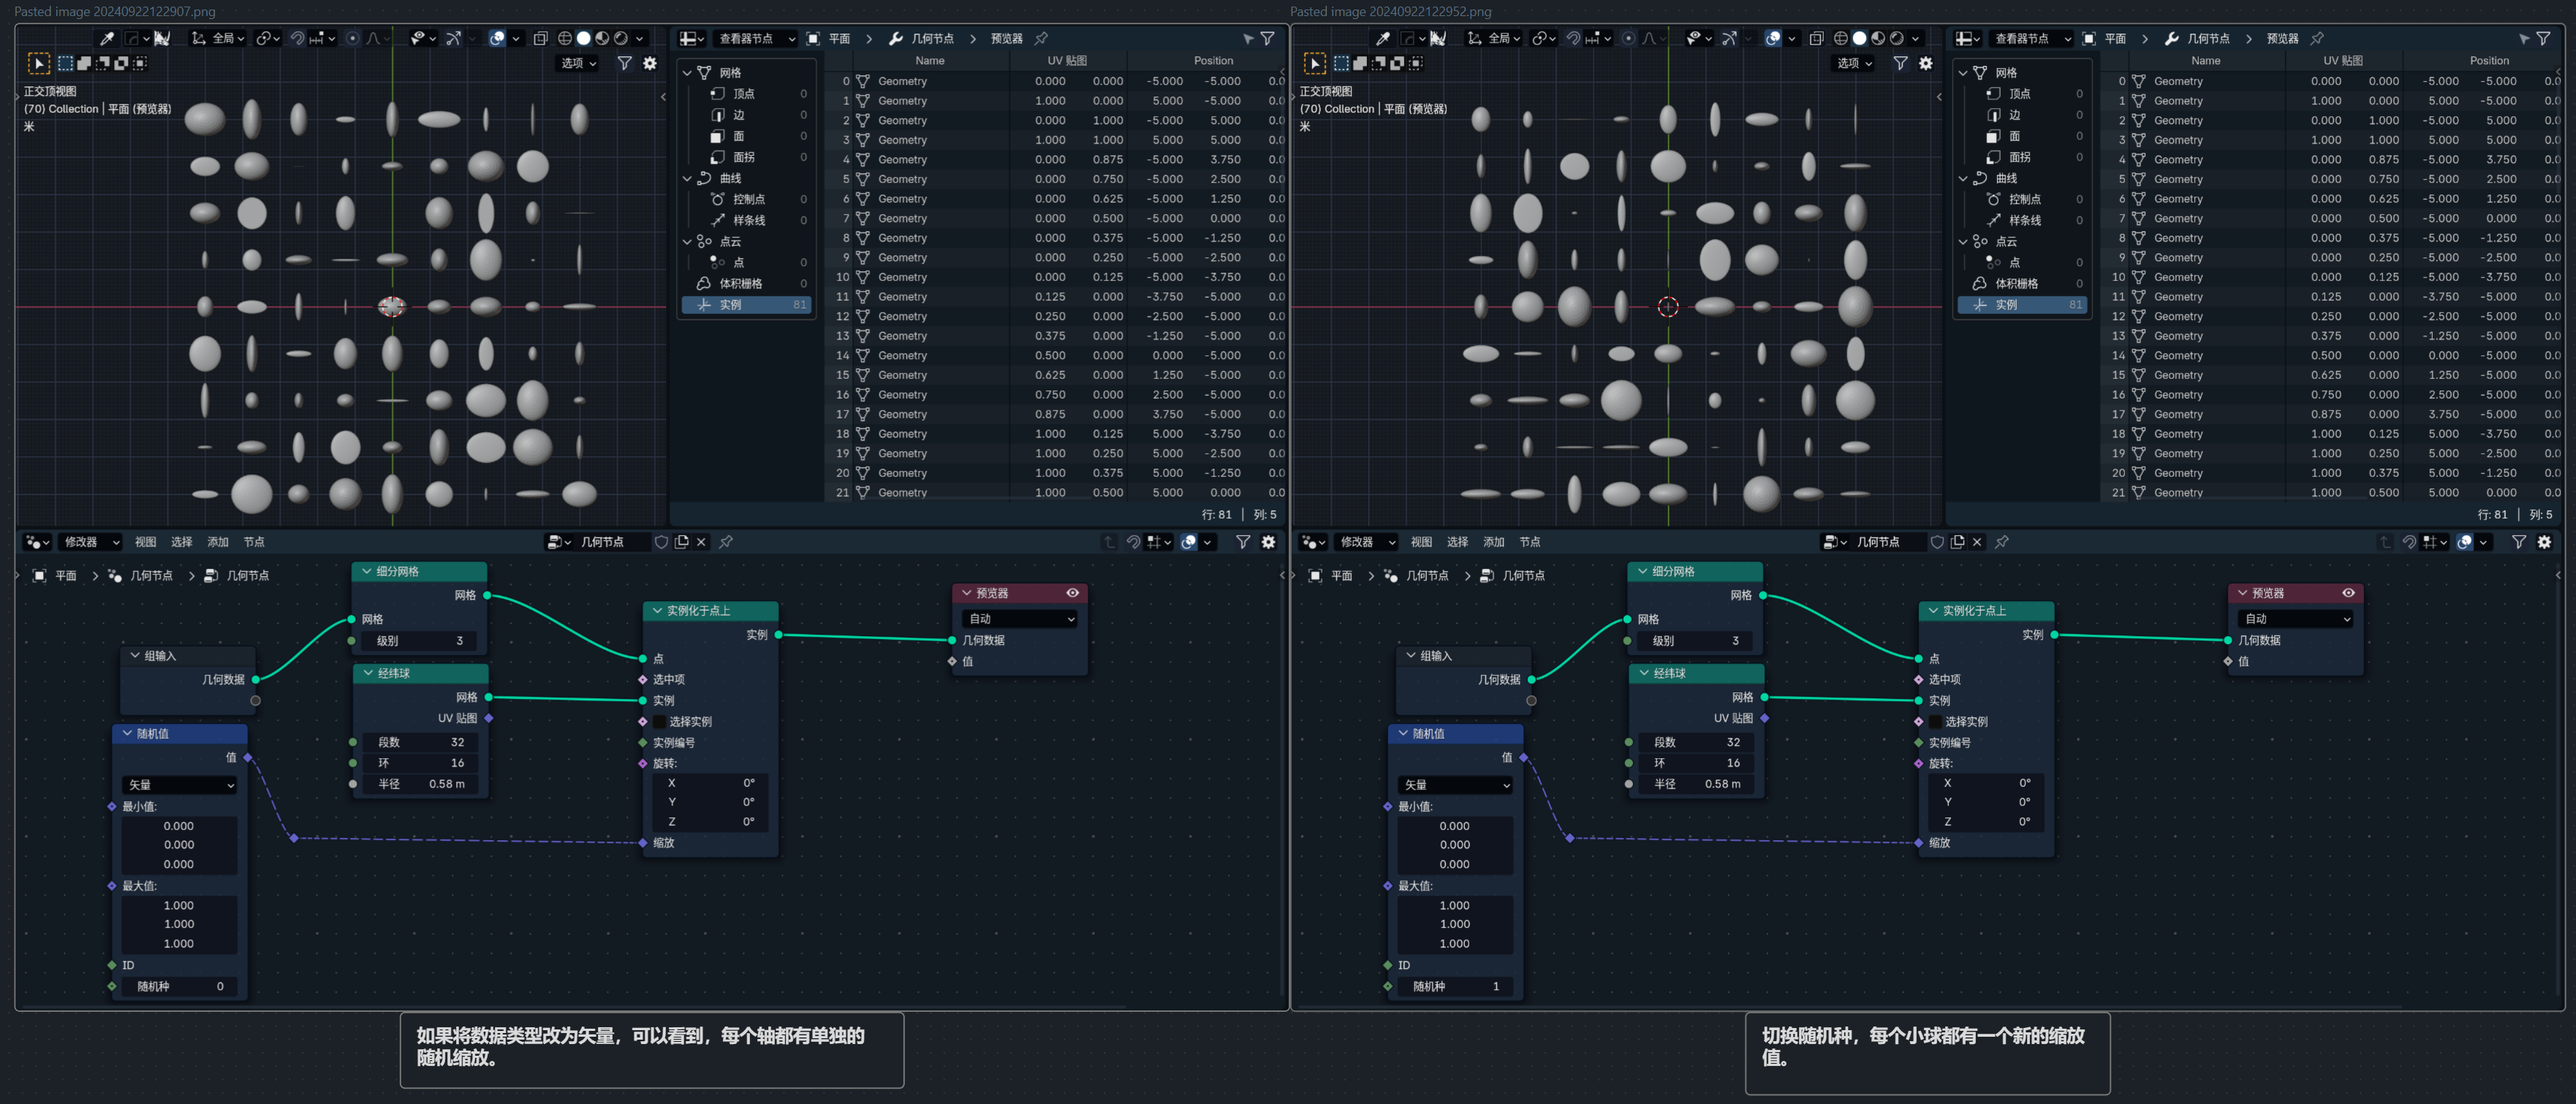 Pasted image 20240922122907.png
全局
选项
正交顶视图
(70) Collection | 平面 (预览器)
米
查看器节点 平面 > 几何节点 > 预览器
网格
顶点 0
边 0
面 0
面拐 0
曲线
控制点 0
样条线 0
点云
点 0
体积栅格 0
实例 81
Name UV 贴图 Position
0 Geometry 0.000 0.000 -5.000 -5.000 0.0
1 Geometry 1.000 0.000 5.000 -5.000 0.0
2 Geometry 0.000 1.000 -5.000 5.000 0.0
3 Geometry 1.000 1.000 5.000 5.000 0.0
4 Geometry 0.000 0.875 -5.000 3.750 0.0
5 Geometry 0.000 0.750 -5.000 2.500 0.0
6 Geometry 0.000 0.625 -5.000 1.250 0.0
7 Geometry 0.000 0.500 -5.000 0.000 0.0
8 Geometry 0.000 0.375 -5.000 -1.250 0.0
9 Geometry 0.000 0.250 -5.000 -2.500 0.0
10 Geometry 0.000 0.125 -5.000 -3.750 0.0
11 Geometry 0.125 0.000 -3.750 -5.000 0.0
12 Geometry 0.250 0.000 -2.500 -5.000 0.0
13 Geometry 0.375 0.000 -1.250 -5.000 0.0
14 Geometry 0.500 0.000 0.000 -5.000 0.0
15 Geometry 0.625 0.000 1.250 -5.000 0.0
16 Geometry 0.750 0.000 2.500 -5.000 0.0
17 Geometry 0.875 0.000 3.750 -5.000 0.0
18 Geometry 1.000 0.125 5.000 -3.750 0.0
19 Geometry 1.000 0.250 5.000 -2.500 0.0
20 Geometry 1.000 0.375 5.000 -1.250 0.0
21 Geometry 1.000 0.500 5.000 0.000 0.0
行: 81 | 列: 5
修改器 视图 选择 添加 节点
几何节点
平面 > 几何节点 > 几何节点
细分网格
网格
网格
级别 3
组输入
几何数据
经纬球
网格
UV 贴图
段数 32
环 16
半径 0.58 m
随机值
值
矢量
最小值:
0.000
0.000
0.000
最大值:
1.000
1.000
1.000
ID
随机种 0
实例化于点上
实例
点
选中项
实例
选择实例
实例编号
旋转:
X 0°
Y 0°
Z 0°
缩放
预览器
自动
几何数据
值
如果将数据类型改为矢量，可以看到，每个轴都有单独的
随机缩放。
Pasted image 20240922122952.png
全局
选项
正交顶视图
(70) Collection | 平面 (预览器)
米
查看器节点 平面 > 几何节点 > 预览器
网格
顶点 0
边 0
面 0
面拐 0
曲线
控制点 0
样条线 0
点云
点 0
体积栅格 0
实例 81
Name UV 贴图 Position
0 Geometry 0.000 0.000 -5.000 -5.000 0.0
1 Geometry 1.000 0.000 5.000 -5.000 0.0
2 Geometry 0.000 1.000 -5.000 5.000 0.0
3 Geometry 1.000 1.000 5.000 5.000 0.0
4 Geometry 0.000 0.875 -5.000 3.750 0.0
5 Geometry 0.000 0.750 -5.000 2.500 0.0
6 Geometry 0.000 0.625 -5.000 1.250 0.0
7 Geometry 0.000 0.500 -5.000 0.000 0.0
8 Geometry 0.000 0.375 -5.000 -1.250 0.0
9 Geometry 0.000 0.250 -5.000 -2.500 0.0
10 Geometry 0.000 0.125 -5.000 -3.750 0.0
11 Geometry 0.125 0.000 -3.750 -5.000 0.0
12 Geometry 0.250 0.000 -2.500 -5.000 0.0
13 Geometry 0.375 0.000 -1.250 -5.000 0.0
14 Geometry 0.500 0.000 0.000 -5.000 0.0
15 Geometry 0.625 0.000 1.250 -5.000 0.0
16 Geometry 0.750 0.000 2.500 -5.000 0.0
17 Geometry 0.875 0.000 3.750 -5.000 0.0
18 Geometry 1.000 0.125 5.000 -3.750 0.0
19 Geometry 1.000 0.250 5.000 -2.500 0.0
20 Geometry 1.000 0.375 5.000 -1.250 0.0
21 Geometry 1.000 0.500 5.000 0.000 0.0
行: 81 | 列: 5
修改器 视图 选择 添加 节点
几何节点
平面 > 几何节点 > 几何节点
细分网格
网格
网格
级别 3
组输入
几何数据
经纬球
网格
UV 贴图
段数 32
环 16
半径 0.58 m
随机值
值
矢量
最小值:
0.000
0.000
0.000
最大值:
1.000
1.000
1.000
ID
随机种 1
实例化于点上
实例
点
选中项
实例
选择实例
实例编号
旋转:
X 0°
Y 0°
Z 0°
缩放
预览器
自动
几何数据
值
切换随机种，每个小球都有一个新的缩放
值。